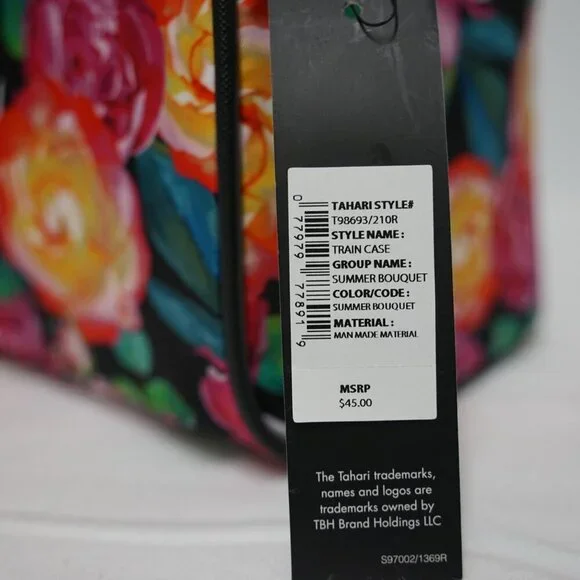 TAHARI STYLE#
T98693/210R
STYLE NAME :
TRAIN CASE
GROUP NAME :
SUMMER BOUQUET
COLOR/CODE :
SUMMER BOUQUET
MATERIAL :
MAN MADE MATERIAL
0 77979 77891 9
MSRP
$45.00
The Tahari trademarks,
names and logos are
trademarks owned by
TBH Brand Holdings LLC
S97002/1369R